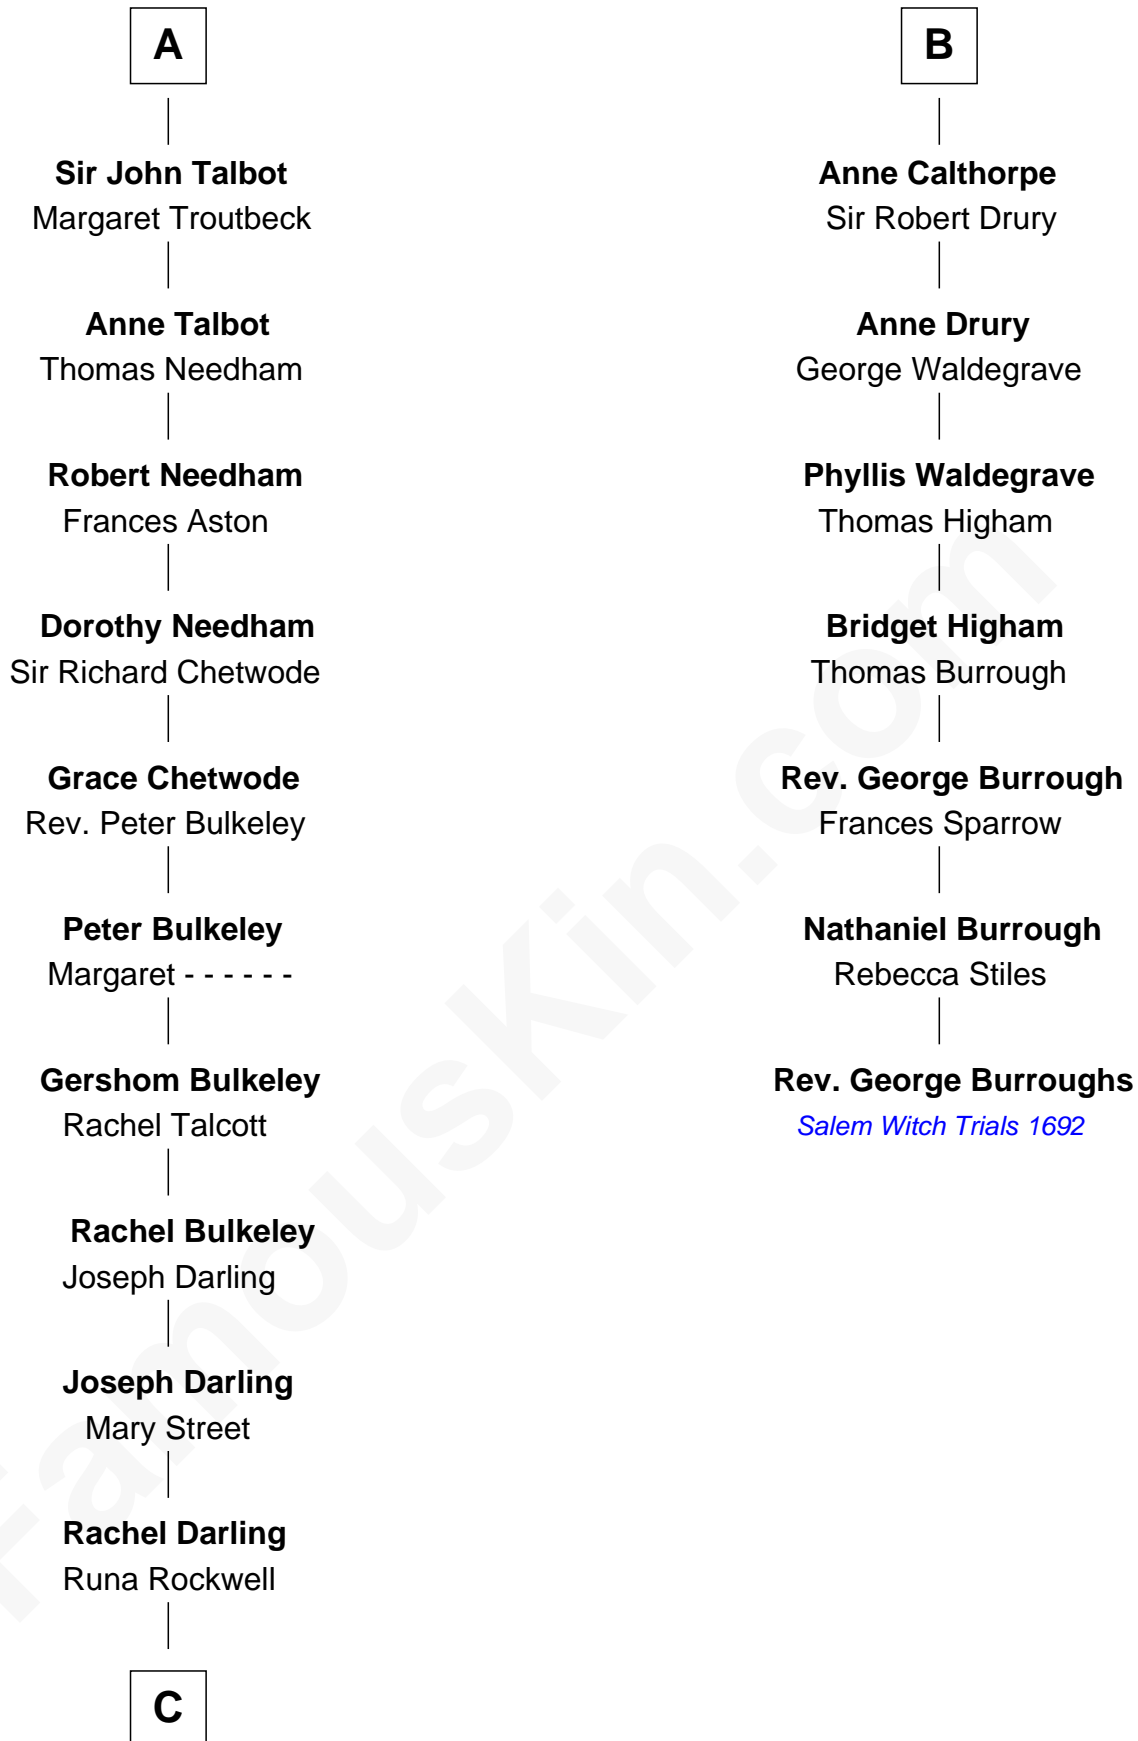 A
Sir John Talbot
Margaret Troutbeck
Anne Talbot
Thomas Needham
Robert Needham
Frances Aston
Dorothy Needham
Sir Richard Chetwode
Grace Chetwode
Rev. Peter Bulkeley
Peter Bulkeley
Margaret - - - - - -
Gershom Bulkeley
Rachel Talcott
Rachel Bulkeley
Joseph Darling
Joseph Darling
Mary Street
Rachel Darling
Runa Rockwell
C
B
Anne Calthorpe
Sir Robert Drury
Anne Drury
George Waldegrave
Phyllis Waldegrave
Thomas Higham
Bridget Higham
Thomas Burrough
Rev. George Burrough
Frances Sparrow
Nathaniel Burrough
Rebecca Stiles
Rev. George Burroughs
Salem Witch Trials 1692
FamousKin.com